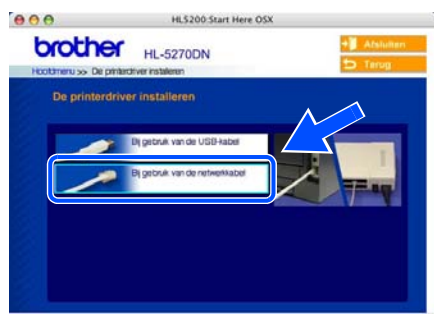 HL5200:Start Here OSX
brother
HL-5270DN
Afsluiten
Terug
Hoofdmenu >> De printerdriver installeren
De printerdriver installeren
Bij gebruik van de USB-kabel
Bij gebruik van de netwerkkabel